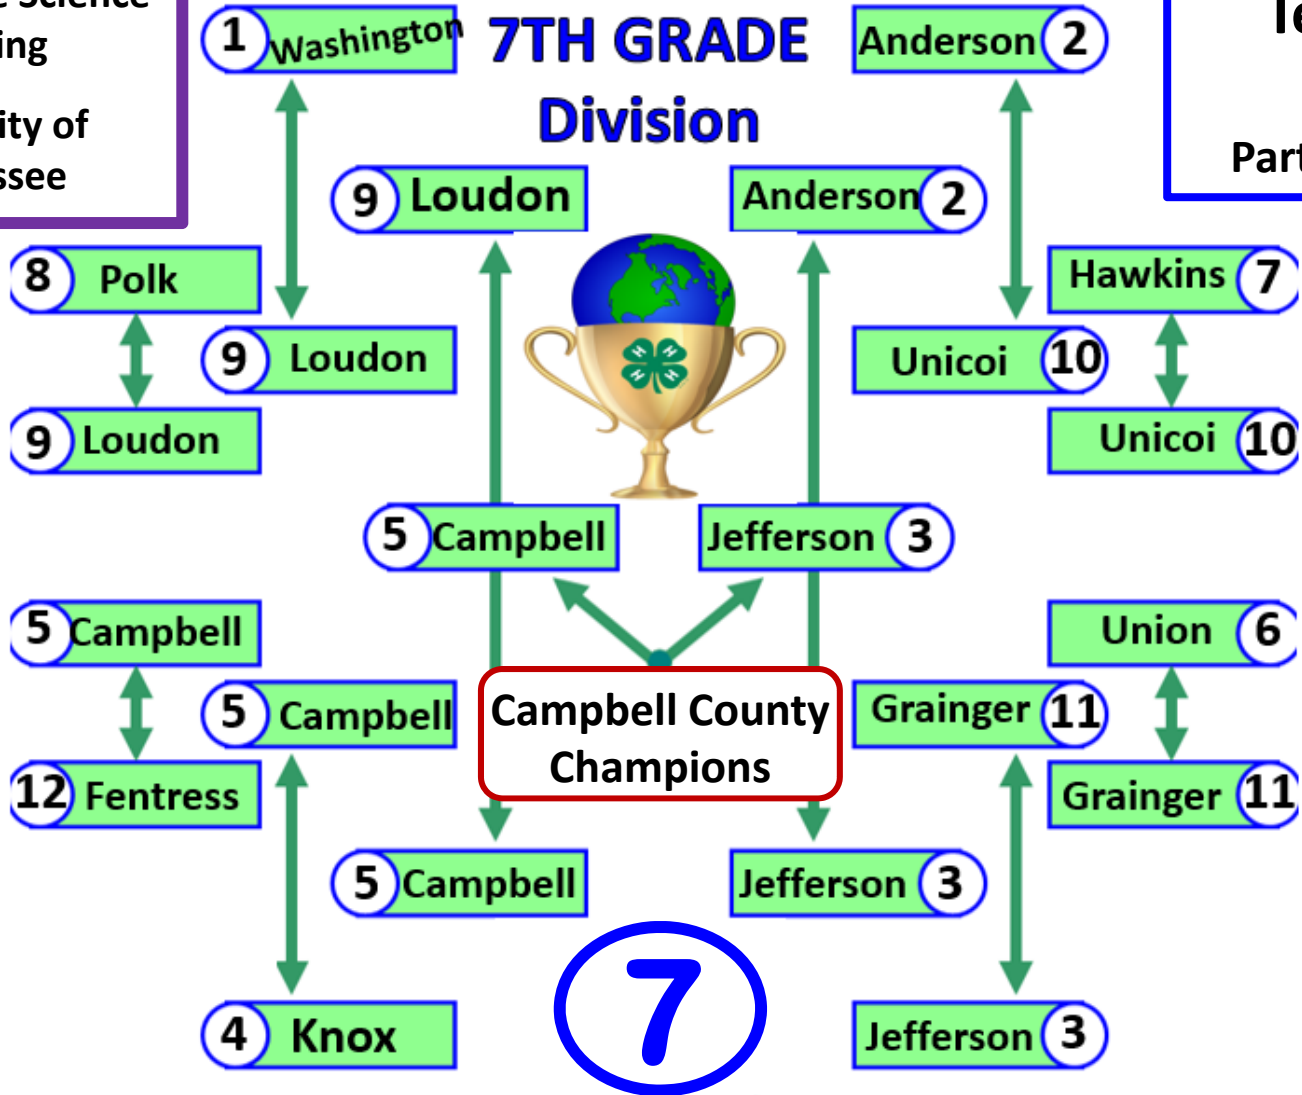 e Science
ing
ity of
ssee
7TH GRADE
Division
Te
Part
1 Washington
Anderson 2
9 Loudon
Anderson 2
8 Polk
Hawkins 7
9 Loudon
Unicoi 10
9 Loudon
Unicoi 10
H H H H
5 Campbell
Jefferson 3
5 Campbell
Union 6
5 Campbell
Campbell County
Champions
Grainger 11
12 Fentress
Grainger 11
5 Campbell
Jefferson 3
7
4 Knox
Jefferson 3